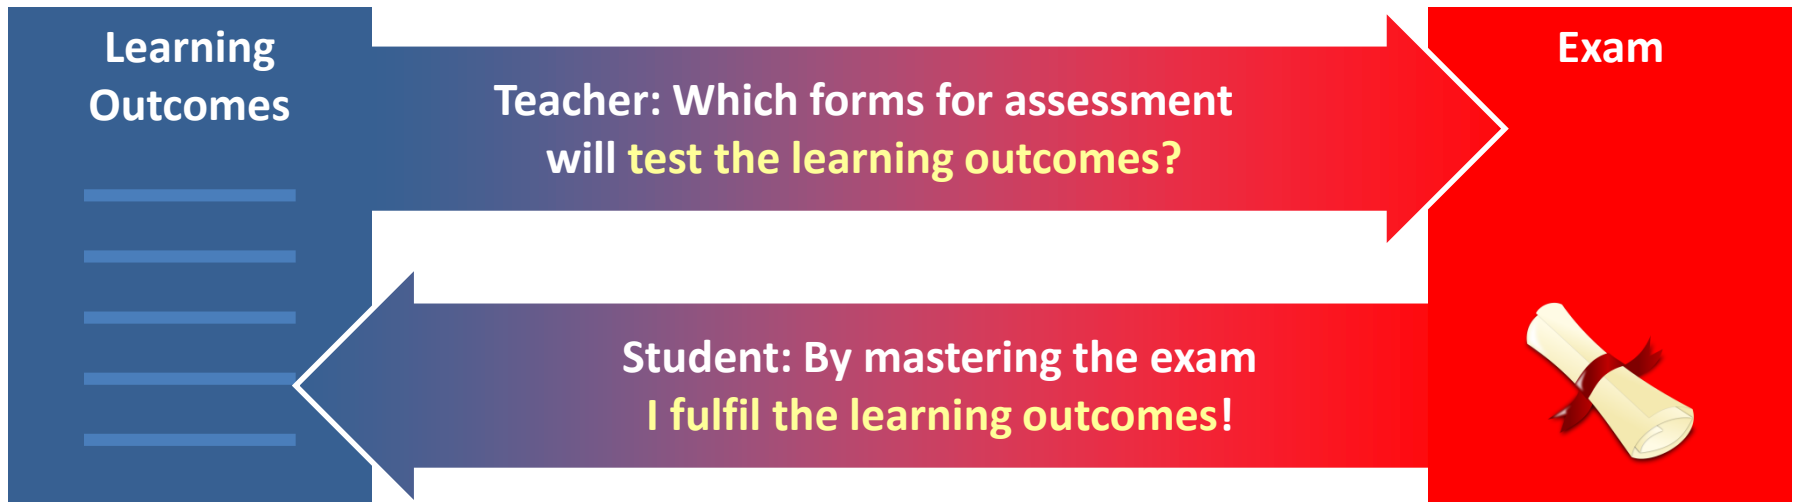 Learning
Outcomes
Teacher: Which forms for assessment
will test the learning outcomes?
Exam
Student: By mastering the exam
I fulfil the learning outcomes!